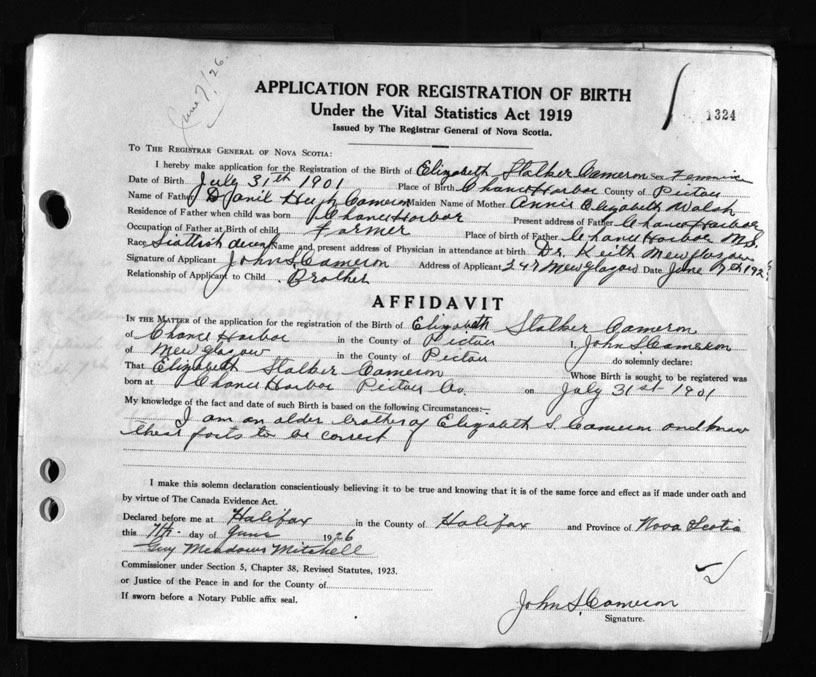 June 7/26.
APPLICATION FOR REGISTRATION OF BIRTH
Under the Vital Statistics Act 1919
1324
Issued by The Registrar General of Nova Scotia.
To The Registrar General of Nova Scotia:
I hereby make application for the Registration of the Birth of Elizabeth Stalker Cameron Sex
Date of Birth July 31th 1901 Place of Birth Chance Harbor County of Pictou
Name of Father Hugh Cameron Maiden Name of Mother Annie Elizabeth Walsh
Residence of Father when child was born Chance Harbor Present address of Father Chance Harbor
Occupation of Father at Birth of child, Farmer Place of birth of Father Chance Harbor N.S.
Race Name and present address of Physician in attendance at birth Dr. Keith New Glasgow
Signature of Applicant John S Cameron Address of Applicant 247 New Glasgow Date June 7th 192
Relationship of Applicant to Child Brother
AFFIDAVIT
In the Matter of the application for the registration of the Birth of Elizabeth Stalker Cameron
of Chance Harbor in the County of Pictou I, John S Cameron
of New Glasgow in the County of Pictou do solemnly declare:
That Elizabeth Stalker Cameron Whose Birth is sought to be registered was
born at Chance Harbor Pictou Co. on July 31st 1901
My knowledge of the fact and date of such Birth is based on the following Circumstances:—
I am an older brother of Elizabeth S. Cameron and know
these facts to be correct
I make this solemn declaration conscientiously believing it to be true and knowing that it is of the same force and effect as if made under oath and
by virtue of The Canada Evidence Act.
Declared before me at Halifax in the County of Halifax and Province of Nova Scotia
this 7th day of June 1926
Guy Meadows Mitchell
Commissioner under Section 5, Chapter 38, Revised Statutes, 1923.
or Justice of the Peace in and for the County of
If sworn before a Notary Public affix seal.
John S Cameron
Signature.